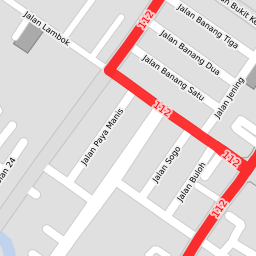 Jalan Bukit K
Jalan Lambok
112
Jalan Banang Tiga
Jalan Banang Dua
Jalan Banang Satu
Jalan Jening
112
Jalan Paya Manis
Jalan Sogo
112
Jalan Buloh
an 24
112